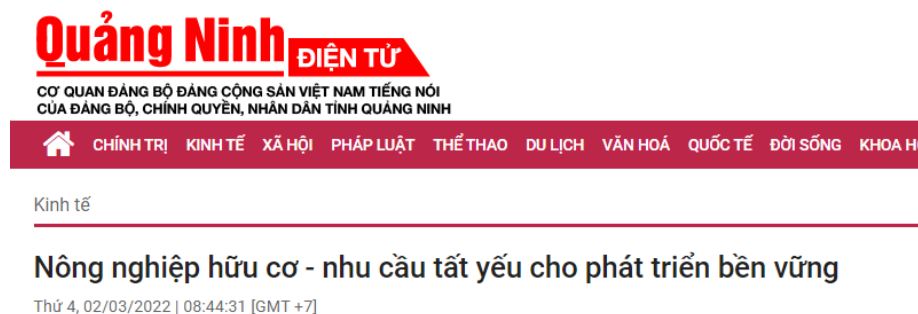 Quảng Ninh ĐIỆN TỬ
CƠ QUAN ĐẢNG BỘ ĐẢNG CỘNG SẢN VIỆT NAM TIẾNG NÓI
CỦA ĐẢNG BỘ, CHÍNH QUYỀN, NHÂN DÂN TỈNH QUẢNG NINH
CHÍNH TRỊ KINH TẾ XÃ HỘI PHÁP LUẬT THỂ THAO DU LỊCH VĂN HOÁ QUỐC TẾ ĐỜI SỐNG KHOA H
Kinh tế
Nông nghiệp hữu cơ - nhu cầu tất yếu cho phát triển bền vững
Thứ 4, 02/03/2022 | 08:44:31 [GMT +7]